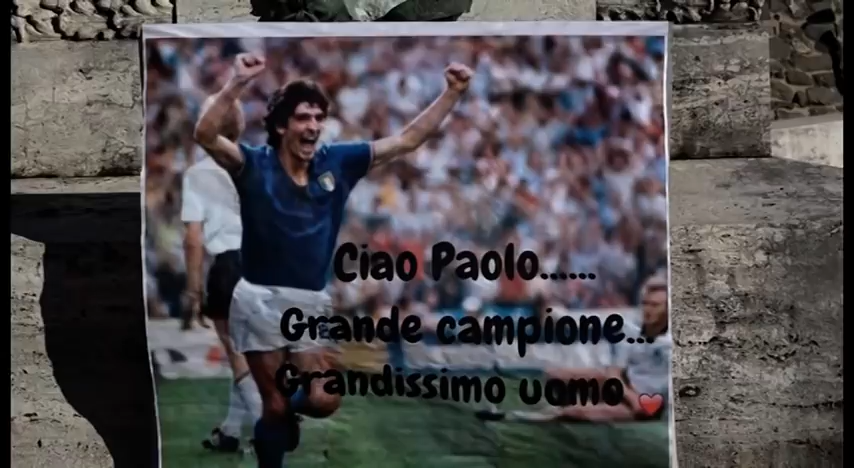 Ciao Paolo......
Grande campione...
Grandissimo uomo ❤️